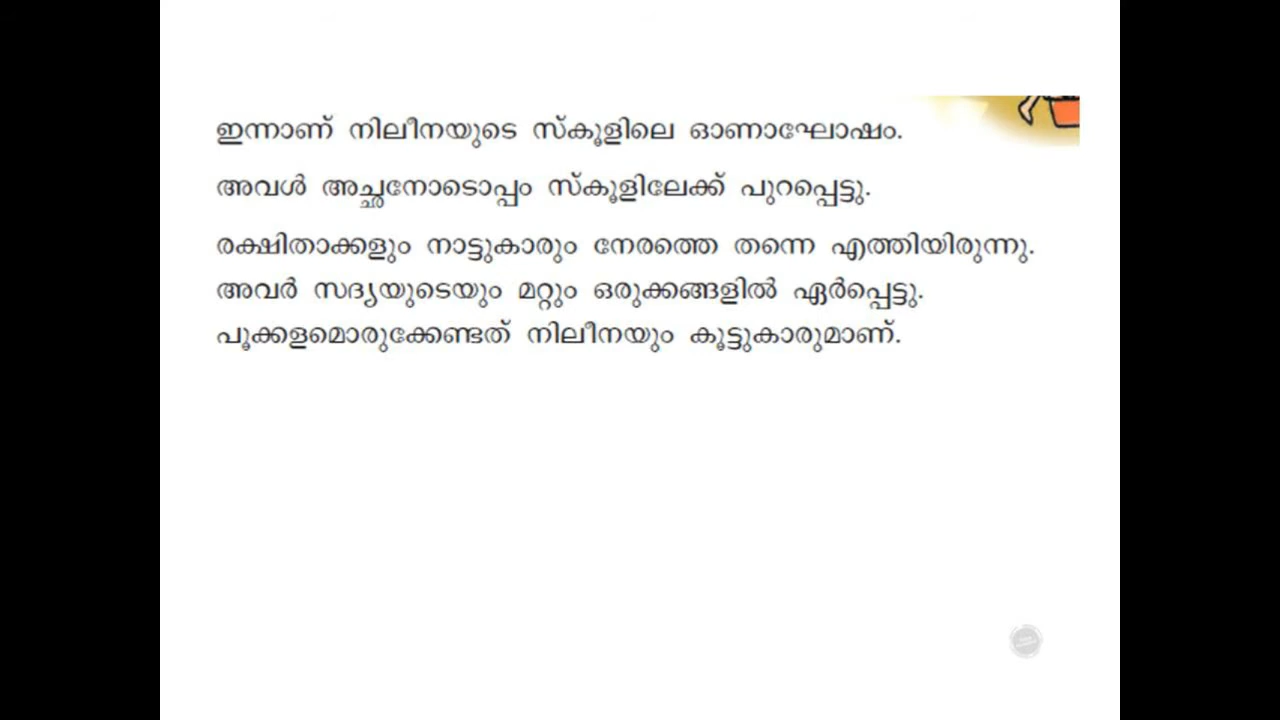 ഇന്നാണ് നിലീനയുടെ സ്കൂളിലെ ഓണാഘോഷം.
അവൾ അച്ഛനോടൊപ്പം സ്കൂളിലേക്ക് പുറപ്പെട്ടു.
രക്ഷിതാക്കളും നാട്ടുകാരും നേരത്തെ തന്നെ എത്തിയിരുന്നു.
അവർ സദ്യയുടെയും മറ്റും ഒരുക്കങ്ങളിൽ ഏർപ്പെട്ടു.
പൂക്കളമൊരുക്കേണ്ടത് നിലീനയും കൂട്ടുകാരുമാണ്.